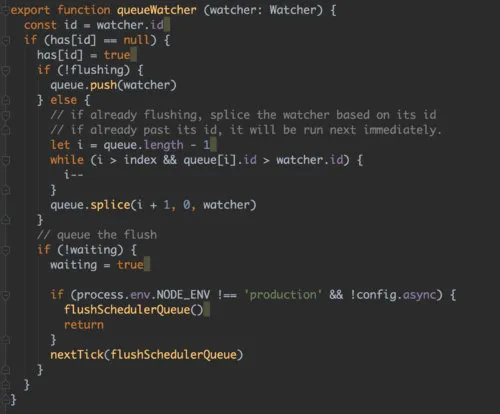 export function queueWatcher (watcher: Watcher) {
  const id = watcher.id
  if (has[id] == null) {
    has[id] = true
    if (!flushing) {
      queue.push(watcher)
    } else {
      // if already flushing, splice the watcher based on its id
      // if already past its id, it will be run next immediately.
      let i = queue.length - 1
      while (i > index && queue[i].id > watcher.id) {
        i--
      }
      queue.splice(i + 1, 0, watcher)
    }
    // queue the flush
    if (!waiting) {
      waiting = true

      if (process.env.NODE_ENV !== 'production' && !config.async) {
        flushSchedulerQueue()
        return
      }
      nextTick(flushSchedulerQueue)
    }
  }
}